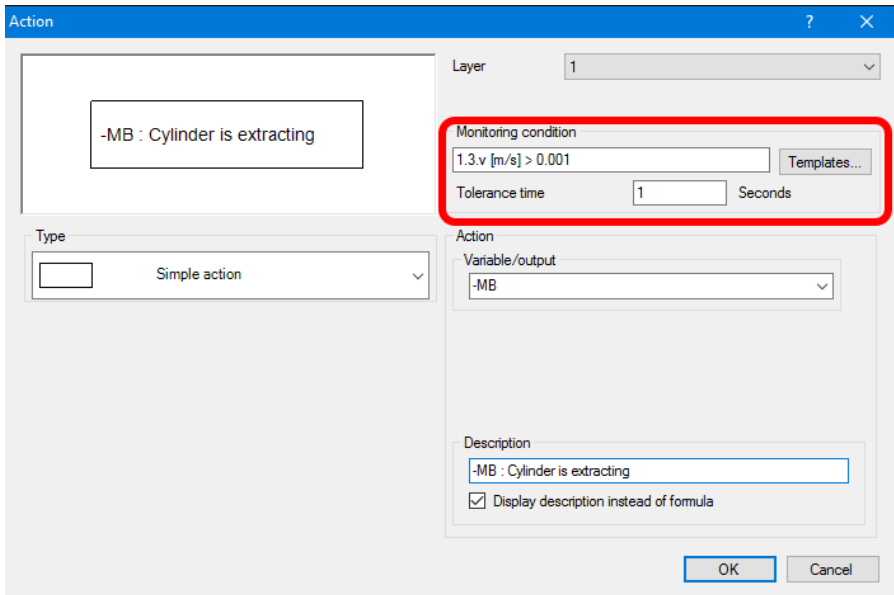 Action
?
-MB : Cylinder is extracting
Layer
1
Monitoring condition
1.3.v [m/s] > 0.001
Templates...
Tolerance time
1
Seconds
Type
Simple action
Action
Variable/output
-MB
Description
-MB : Cylinder is extracting
Display description instead of formula
OK
Cancel